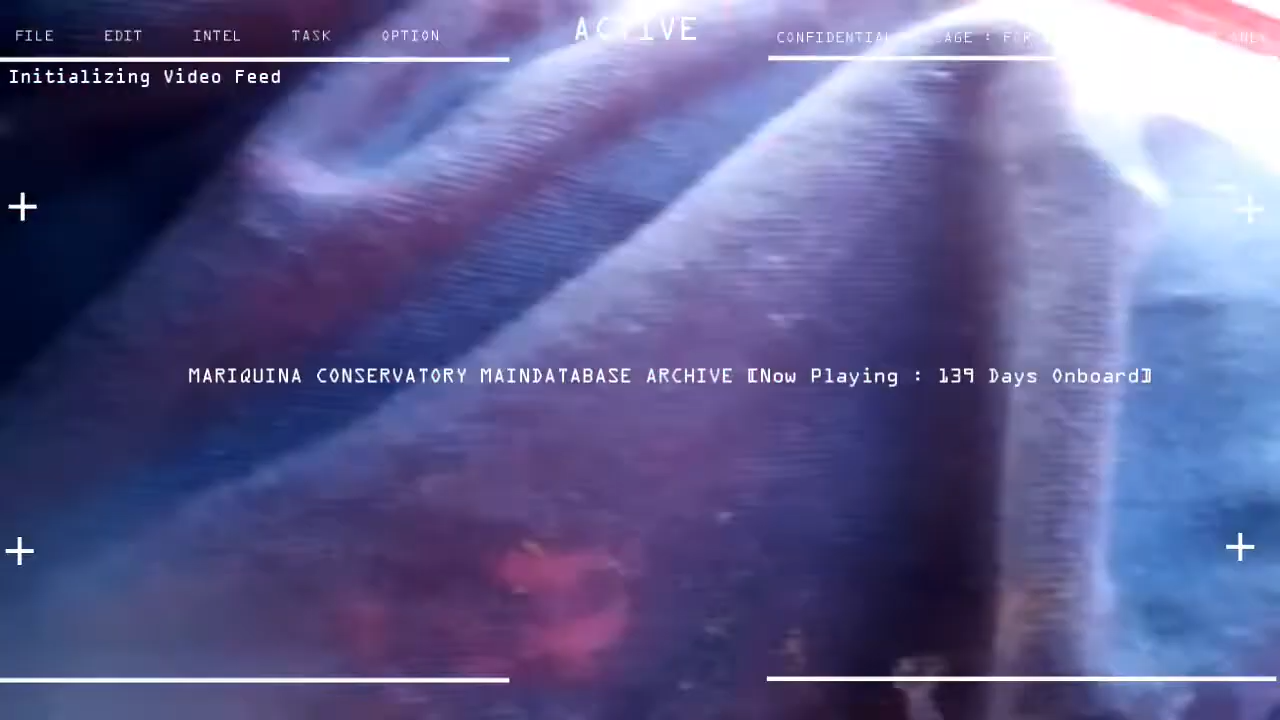 FILE EDIT INTEL TASK OPTION
ACTIVE
CONFIDENTIAL
Initializing Video Feed
MARIQUINA CONSERVATORY MAINDATABASE ARCHIVE [Now Playing : 139 Days Onboard]